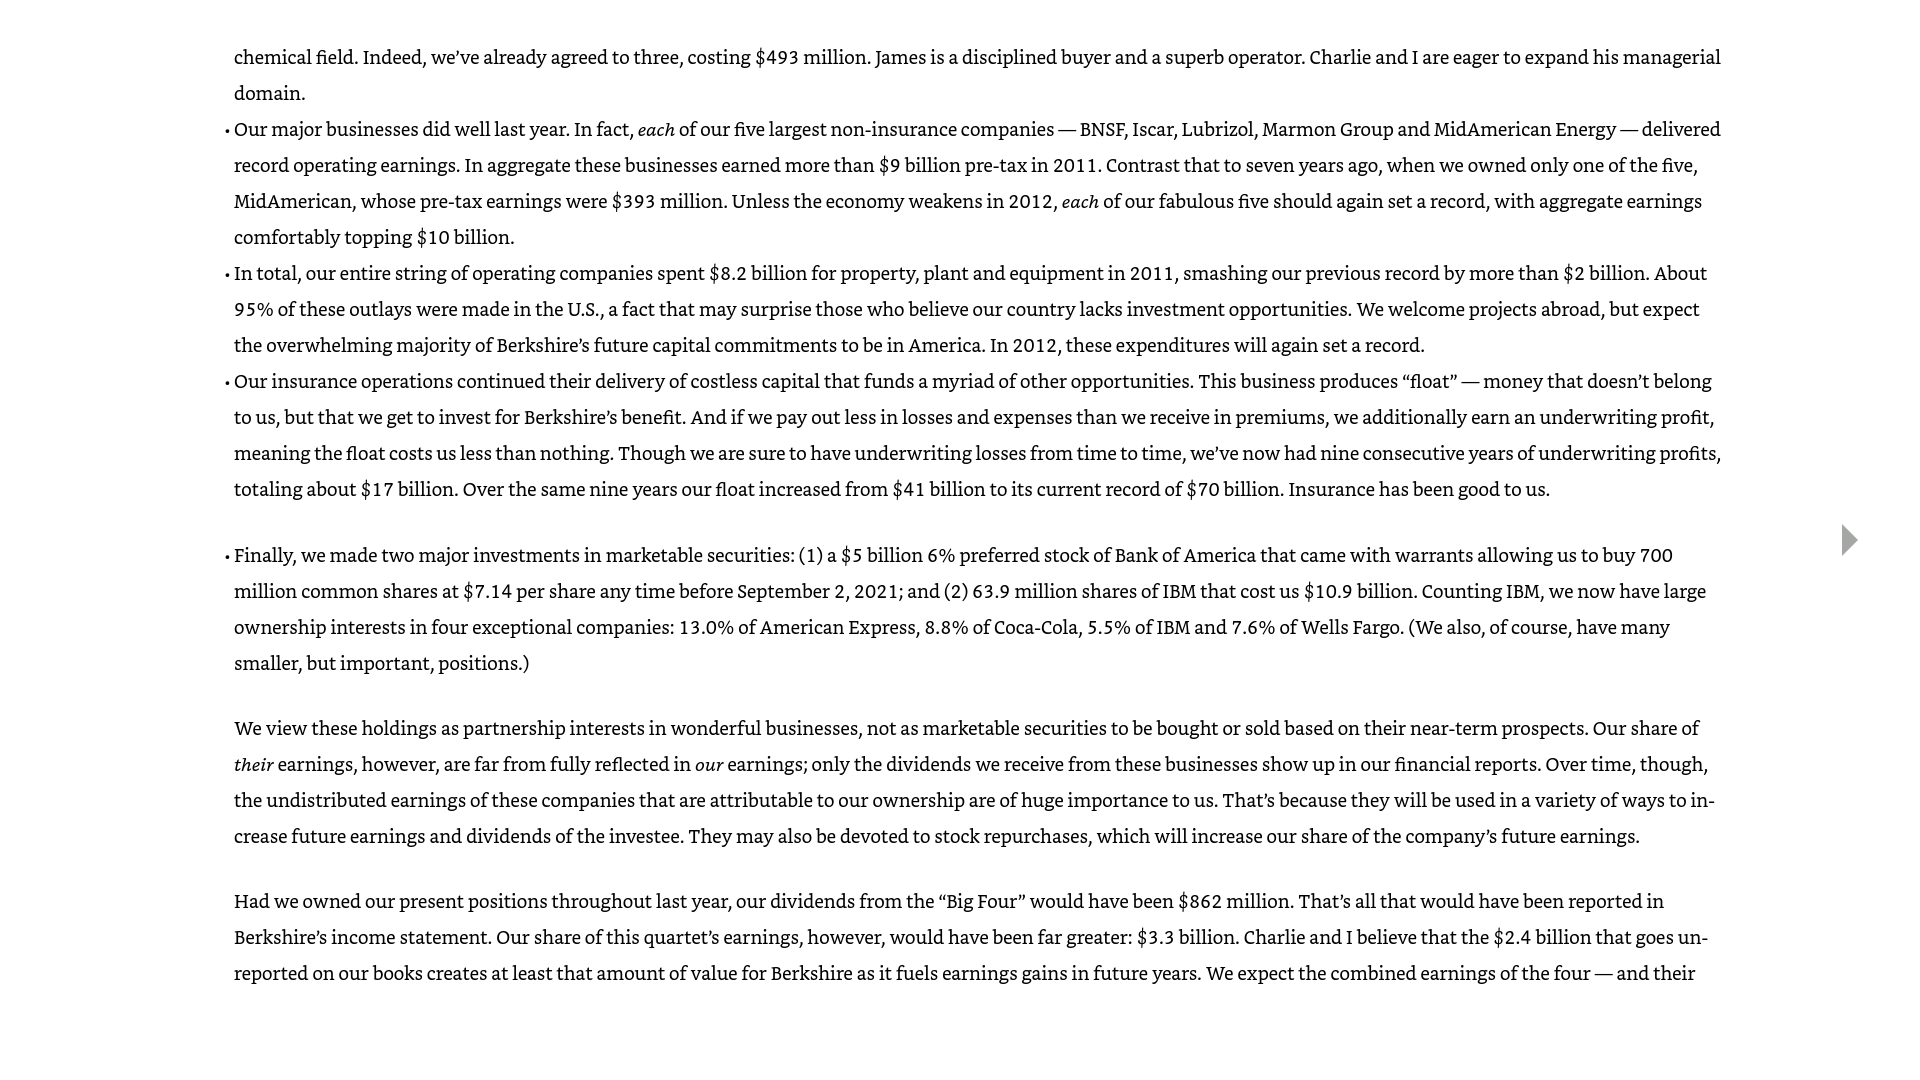 chemical field. Indeed, we’ve already agreed to three, costing $493 million. James is a disciplined buyer and a superb operator. Charlie and I are eager to expand his managerial
domain.
• Our major businesses did well last year. In fact, each of our five largest non-insurance companies — BNSF, Iscar, Lubrizol, Marmon Group and MidAmerican Energy — delivered
record operating earnings. In aggregate these businesses earned more than $9 billion pre-tax in 2011. Contrast that to seven years ago, when we owned only one of the five,
MidAmerican, whose pre-tax earnings were $393 million. Unless the economy weakens in 2012, each of our fabulous five should again set a record, with aggregate earnings
comfortably topping $10 billion.
• In total, our entire string of operating companies spent $8.2 billion for property, plant and equipment in 2011, smashing our previous record by more than $2 billion. About
95% of these outlays were made in the U.S., a fact that may surprise those who believe our country lacks investment opportunities. We welcome projects abroad, but expect
the overwhelming majority of Berkshire’s future capital commitments to be in America. In 2012, these expenditures will again set a record.
• Our insurance operations continued their delivery of costless capital that funds a myriad of other opportunities. This business produces “float” — money that doesn’t belong
to us, but that we get to invest for Berkshire’s benefit. And if we pay out less in losses and expenses than we receive in premiums, we additionally earn an underwriting profit,
meaning the float costs us less than nothing. Though we are sure to have underwriting losses from time to time, we’ve now had nine consecutive years of underwriting profits,
totaling about $17 billion. Over the same nine years our float increased from $41 billion to its current record of $70 billion. Insurance has been good to us.
• Finally, we made two major investments in marketable securities: (1) a $5 billion 6% preferred stock of Bank of America that came with warrants allowing us to buy 700
million common shares at $7.14 per share any time before September 2, 2021; and (2) 63.9 million shares of IBM that cost us $10.9 billion. Counting IBM, we now have large
ownership interests in four exceptional companies: 13.0% of American Express, 8.8% of Coca-Cola, 5.5% of IBM and 7.6% of Wells Fargo. (We also, of course, have many
smaller, but important, positions.)
We view these holdings as partnership interests in wonderful businesses, not as marketable securities to be bought or sold based on their near-term prospects. Our share of
their earnings, however, are far from fully reflected in our earnings; only the dividends we receive from these businesses show up in our financial reports. Over time, though,
the undistributed earnings of these companies that are attributable to our ownership are of huge importance to us. That’s because they will be used in a variety of ways to in-
crease future earnings and dividends of the investee. They may also be devoted to stock repurchases, which will increase our share of the company’s future earnings.
Had we owned our present positions throughout last year, our dividends from the “Big Four” would have been $862 million. That’s all that would have been reported in
Berkshire’s income statement. Our share of this quartet’s earnings, however, would have been far greater: $3.3 billion. Charlie and I believe that the $2.4 billion that goes un-
reported on our books creates at least that amount of value for Berkshire as it fuels earnings gains in future years. We expect the combined earnings of the four — and their